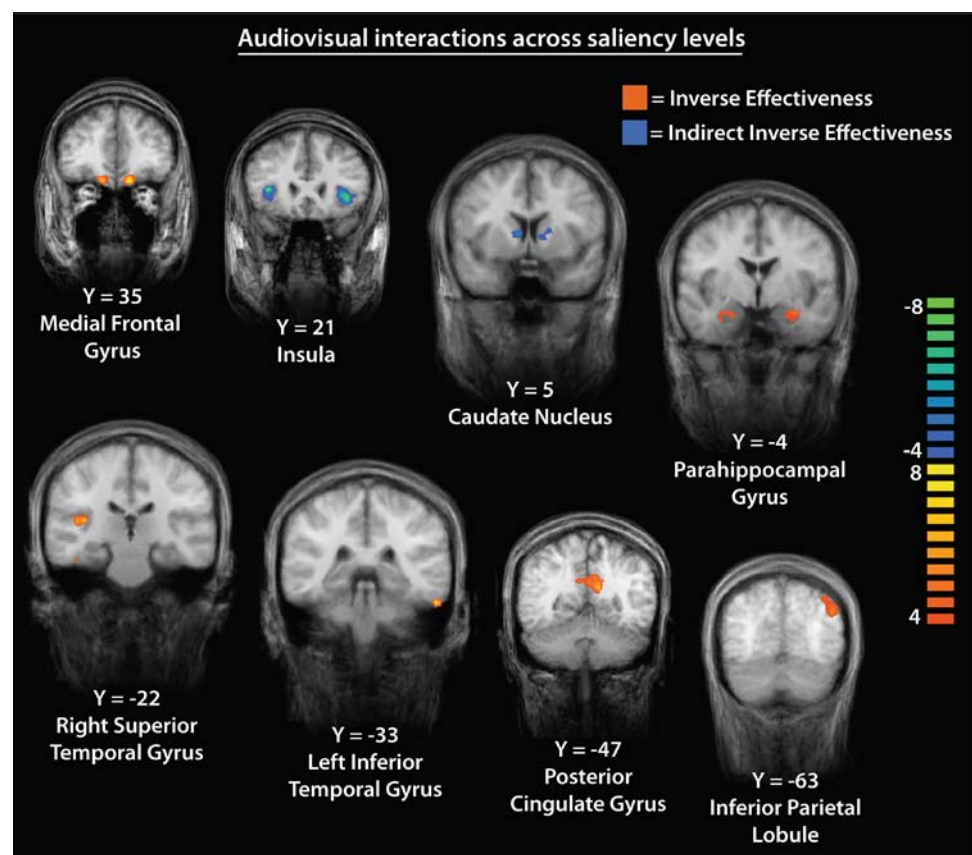 Audiovisual interactions across saliency levels
= Inverse Effectiveness
= Indirect Inverse Effectiveness
Y = 35
Medial Frontal
Gyrus
Y = 21
Insula
Y = 5
Caudate Nucleus
Y = -4
Parahippocampal
Gyrus
-8
-4
8
4
Y = -22
Right Superior
Temporal Gyrus
Y = -33
Left Inferior
Temporal Gyrus
Y = -47
Posterior
Cingulate Gyrus
Y = -63
Inferior Parietal
Lobule